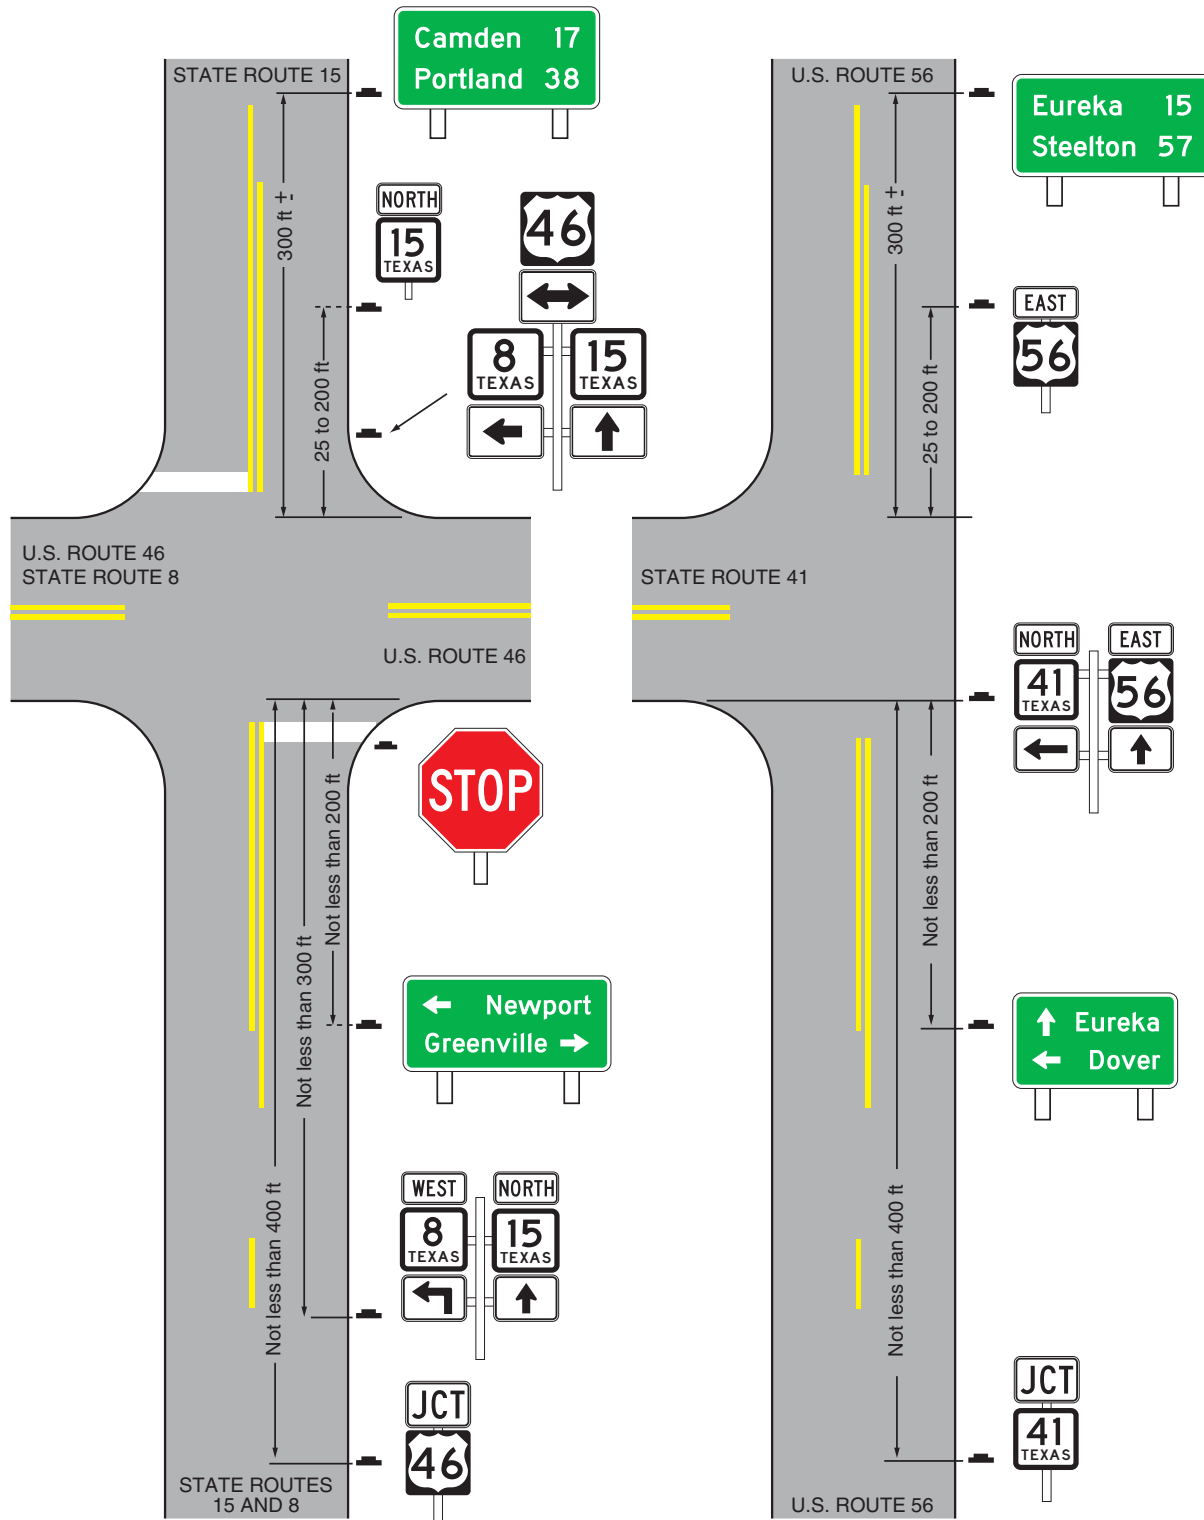 STATE ROUTE 15
Camden 17
Portland 38
300 ft ±
NORTH
15
TEXAS
25 to 200 ft
46
8
TEXAS
15
TEXAS
U.S. ROUTE 46
STATE ROUTE 8
U.S. ROUTE 46
STOP
Not less than 200 ft
Not less than 300 ft
Not less than 400 ft
← Newport
Greenville →
WEST
8
TEXAS
NORTH
15
TEXAS
JCT
46
STATE ROUTES
15 AND 8
U.S. ROUTE 56
Eureka 15
Steelton 57
300 ft ±
EAST
56
25 to 200 ft
STATE ROUTE 41
NORTH
41
TEXAS
EAST
56
Not less than 200 ft
Not less than 400 ft
↑ Eureka
← Dover
JCT
41
TEXAS
U.S. ROUTE 56